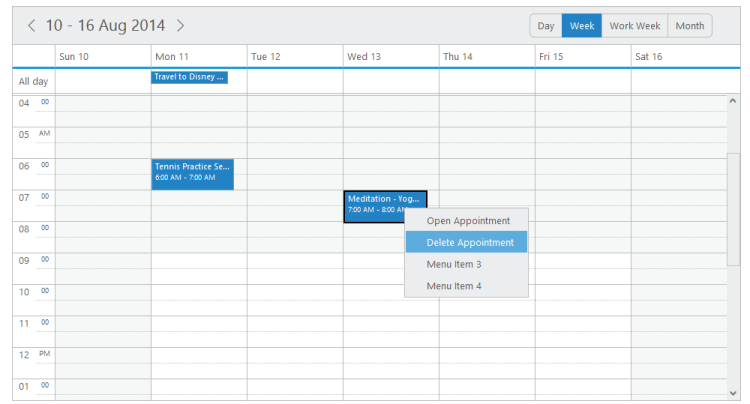 10 - 16 Aug 2014
Day Week Work Week Month
Sun 10 Mon 11 Tue 12 Wed 13 Thu 14 Fri 15 Sat 16
All day Travel to Disney ...
04 00
05 AM
06 00 Tennis Practice Se...
6:00 AM - 7:00 AM
07 00 Meditation - Yog...
7:00 AM - 8:00 AM
Open Appointment
08 00
Delete Appointment
09 00 Menu Item 3
Menu Item 4
10 00
11 00
12 PM
01 00